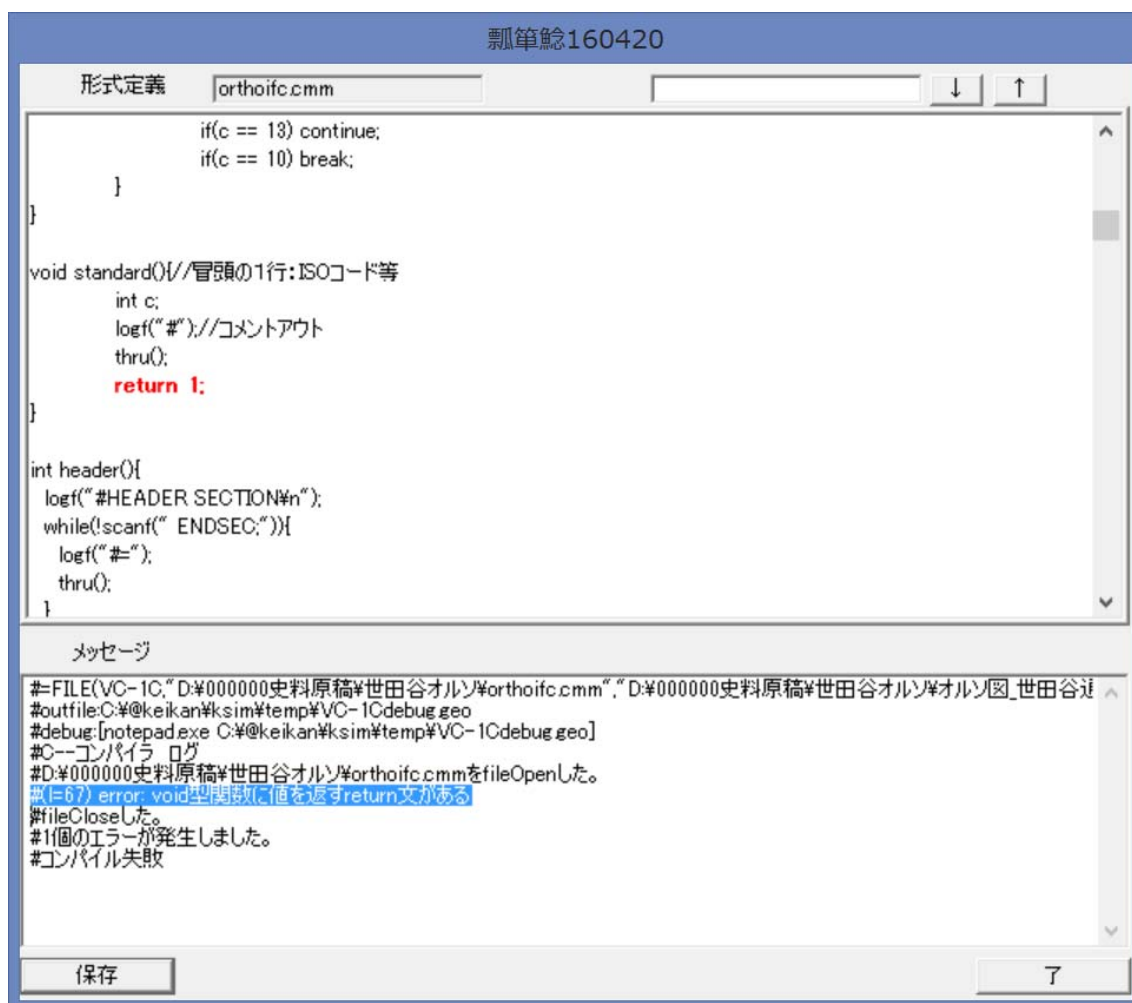 瓢箪鯰160420
形式定義 orthoifc.cmm ↓ ↑
if(c == 13) continue;
if(c == 10) break;
}
}
void standard(){//冒頭の1行:ISOコード等
int c;
logf("#");//コメントアウト
thru();
return 1;
}
int header(){
logf("#HEADER SECTION¥n");
while(!scanf(" ENDSEC;")){
logf("#=");
thru();
}
メッセージ
#=FILE(VC-1C,"D:¥000000史料原稿¥世田谷オルソ¥orthoifc.cmm","D:¥000000史料原稿¥世田谷オルソ¥オルソ図_世田谷通
#outfile:C:¥@keikan¥ksim¥temp¥VC-1Cdebug.geo
#debug:[notepad.exe C:¥@keikan¥ksim¥temp¥VC-1Cdebug.geo]
#C--コンパイラ ログ
#D:¥000000史料原稿¥世田谷オルソ¥orthoifc.cmmをfileOpenした。
#(l=67) error: void型関数に値を返すreturn文がある
#fileCloseした。
#1個のエラーが発生しました。
#コンパイル失敗
保存 了